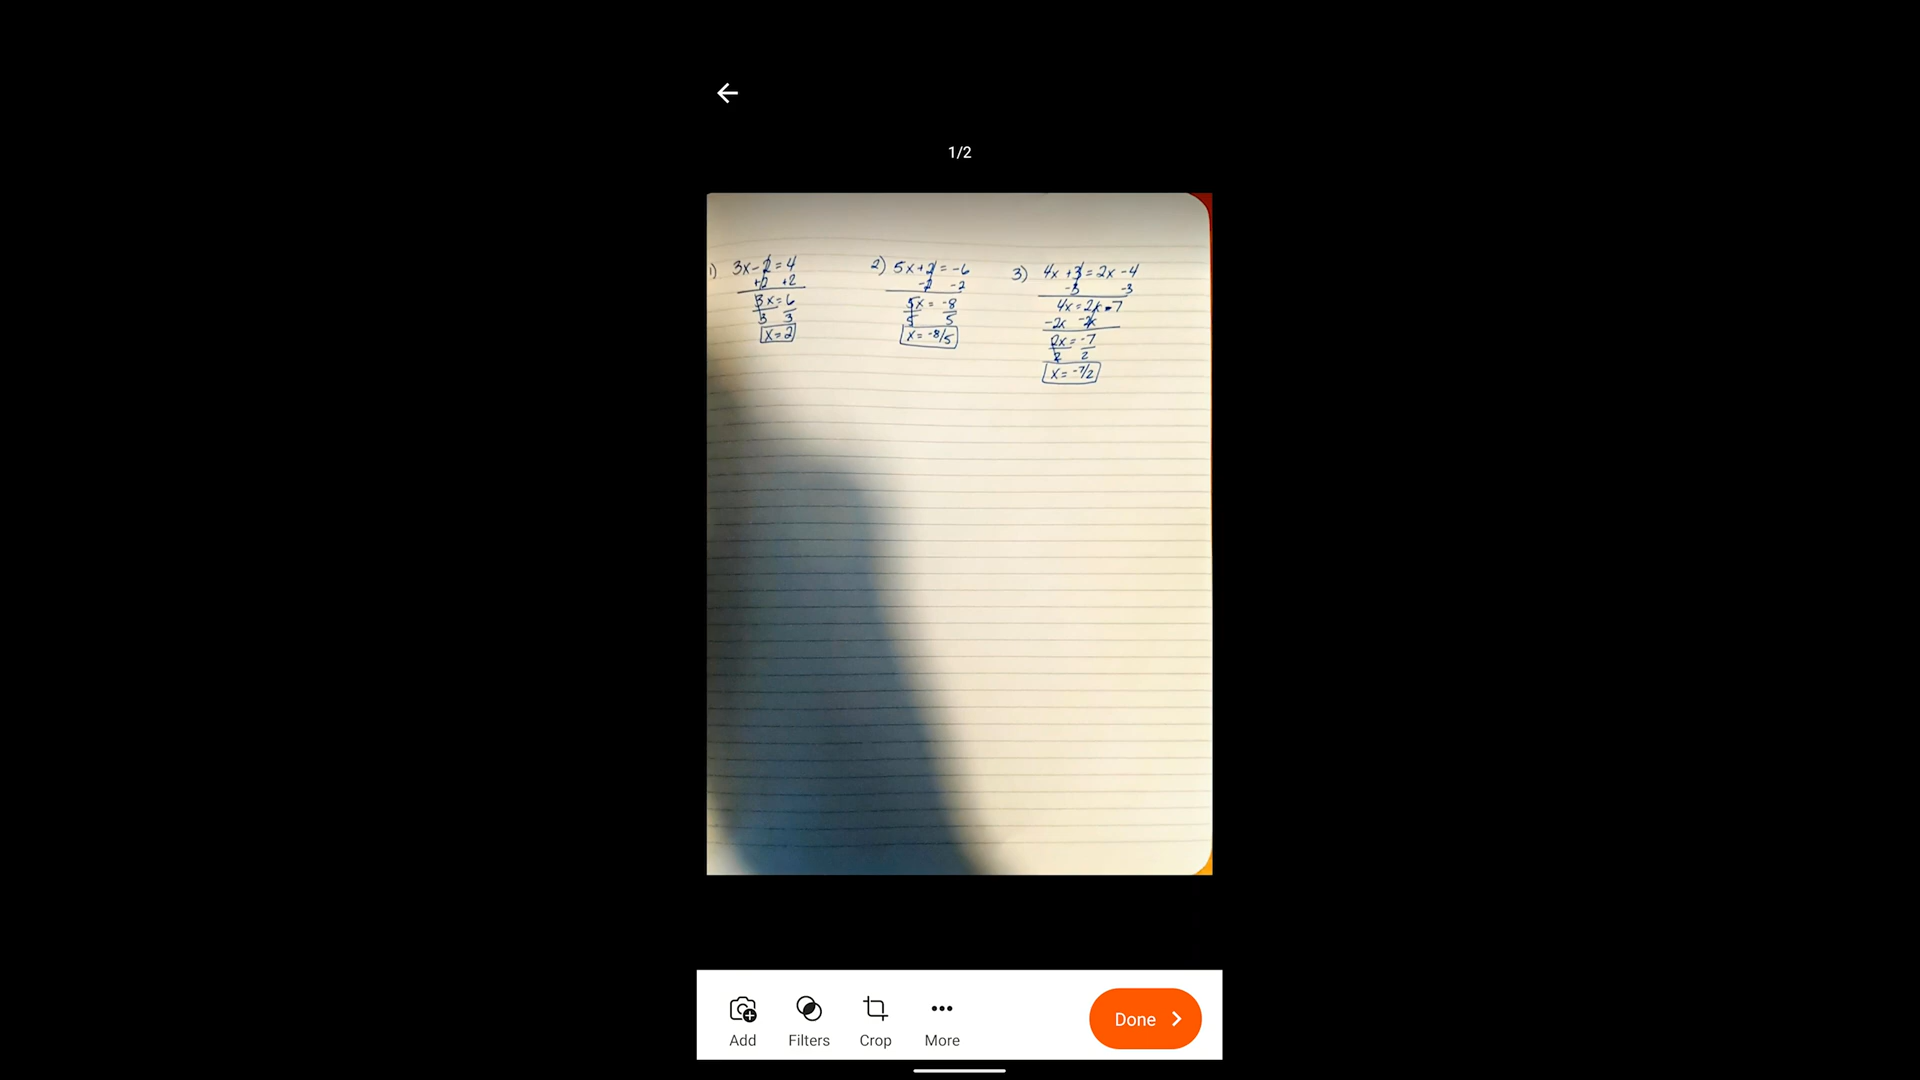 1/2
1) 3x-2=4
+2 +2
3x=6
3 3
x=2
2) 5x+2=-6
-2 -2
5x=-8
5 5
x=-8/5
3) 4x+3=2x-4
-3 -3
4x=2x-7
-2x -2x
2x=-7
2 2
x=-7/2
Add Filters Crop More Done